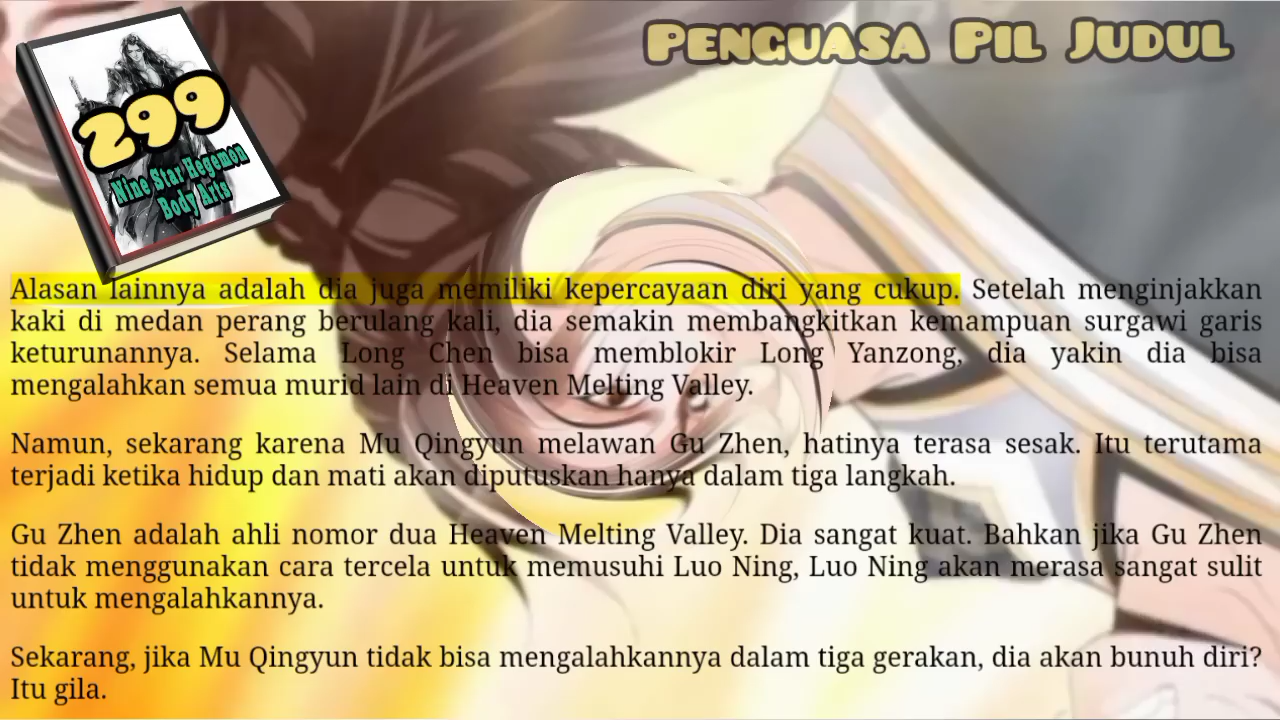 Penguasa Pil Judul
299
Nine Star Hegemon
Body Arts
Alasan lainnya adalah dia juga memiliki kepercayaan diri yang cukup. Setelah menginjakkan
kaki di medan perang berulang kali, dia semakin membangkitkan kemampuan surgawi garis
keturunannya. Selama Long Chen bisa memblokir Long Yanzong, dia yakin dia bisa
mengalahkan semua murid lain di Heaven Melting Valley.
Namun, sekarang karena Mu Qingyun melawan Gu Zhen, hatinya terasa sesak. Itu terutama
terjadi ketika hidup dan mati akan diputuskan hanya dalam tiga langkah.
Gu Zhen adalah ahli nomor dua Heaven Melting Valley. Dia sangat kuat. Bahkan jika Gu Zhen
tidak menggunakan cara tercela untuk memusuhi Luo Ning, Luo Ning akan merasa sangat sulit
untuk mengalahkannya.
Sekarang, jika Mu Qingyun tidak bisa mengalahkannya dalam tiga gerakan, dia akan bunuh diri?
Itu gila.